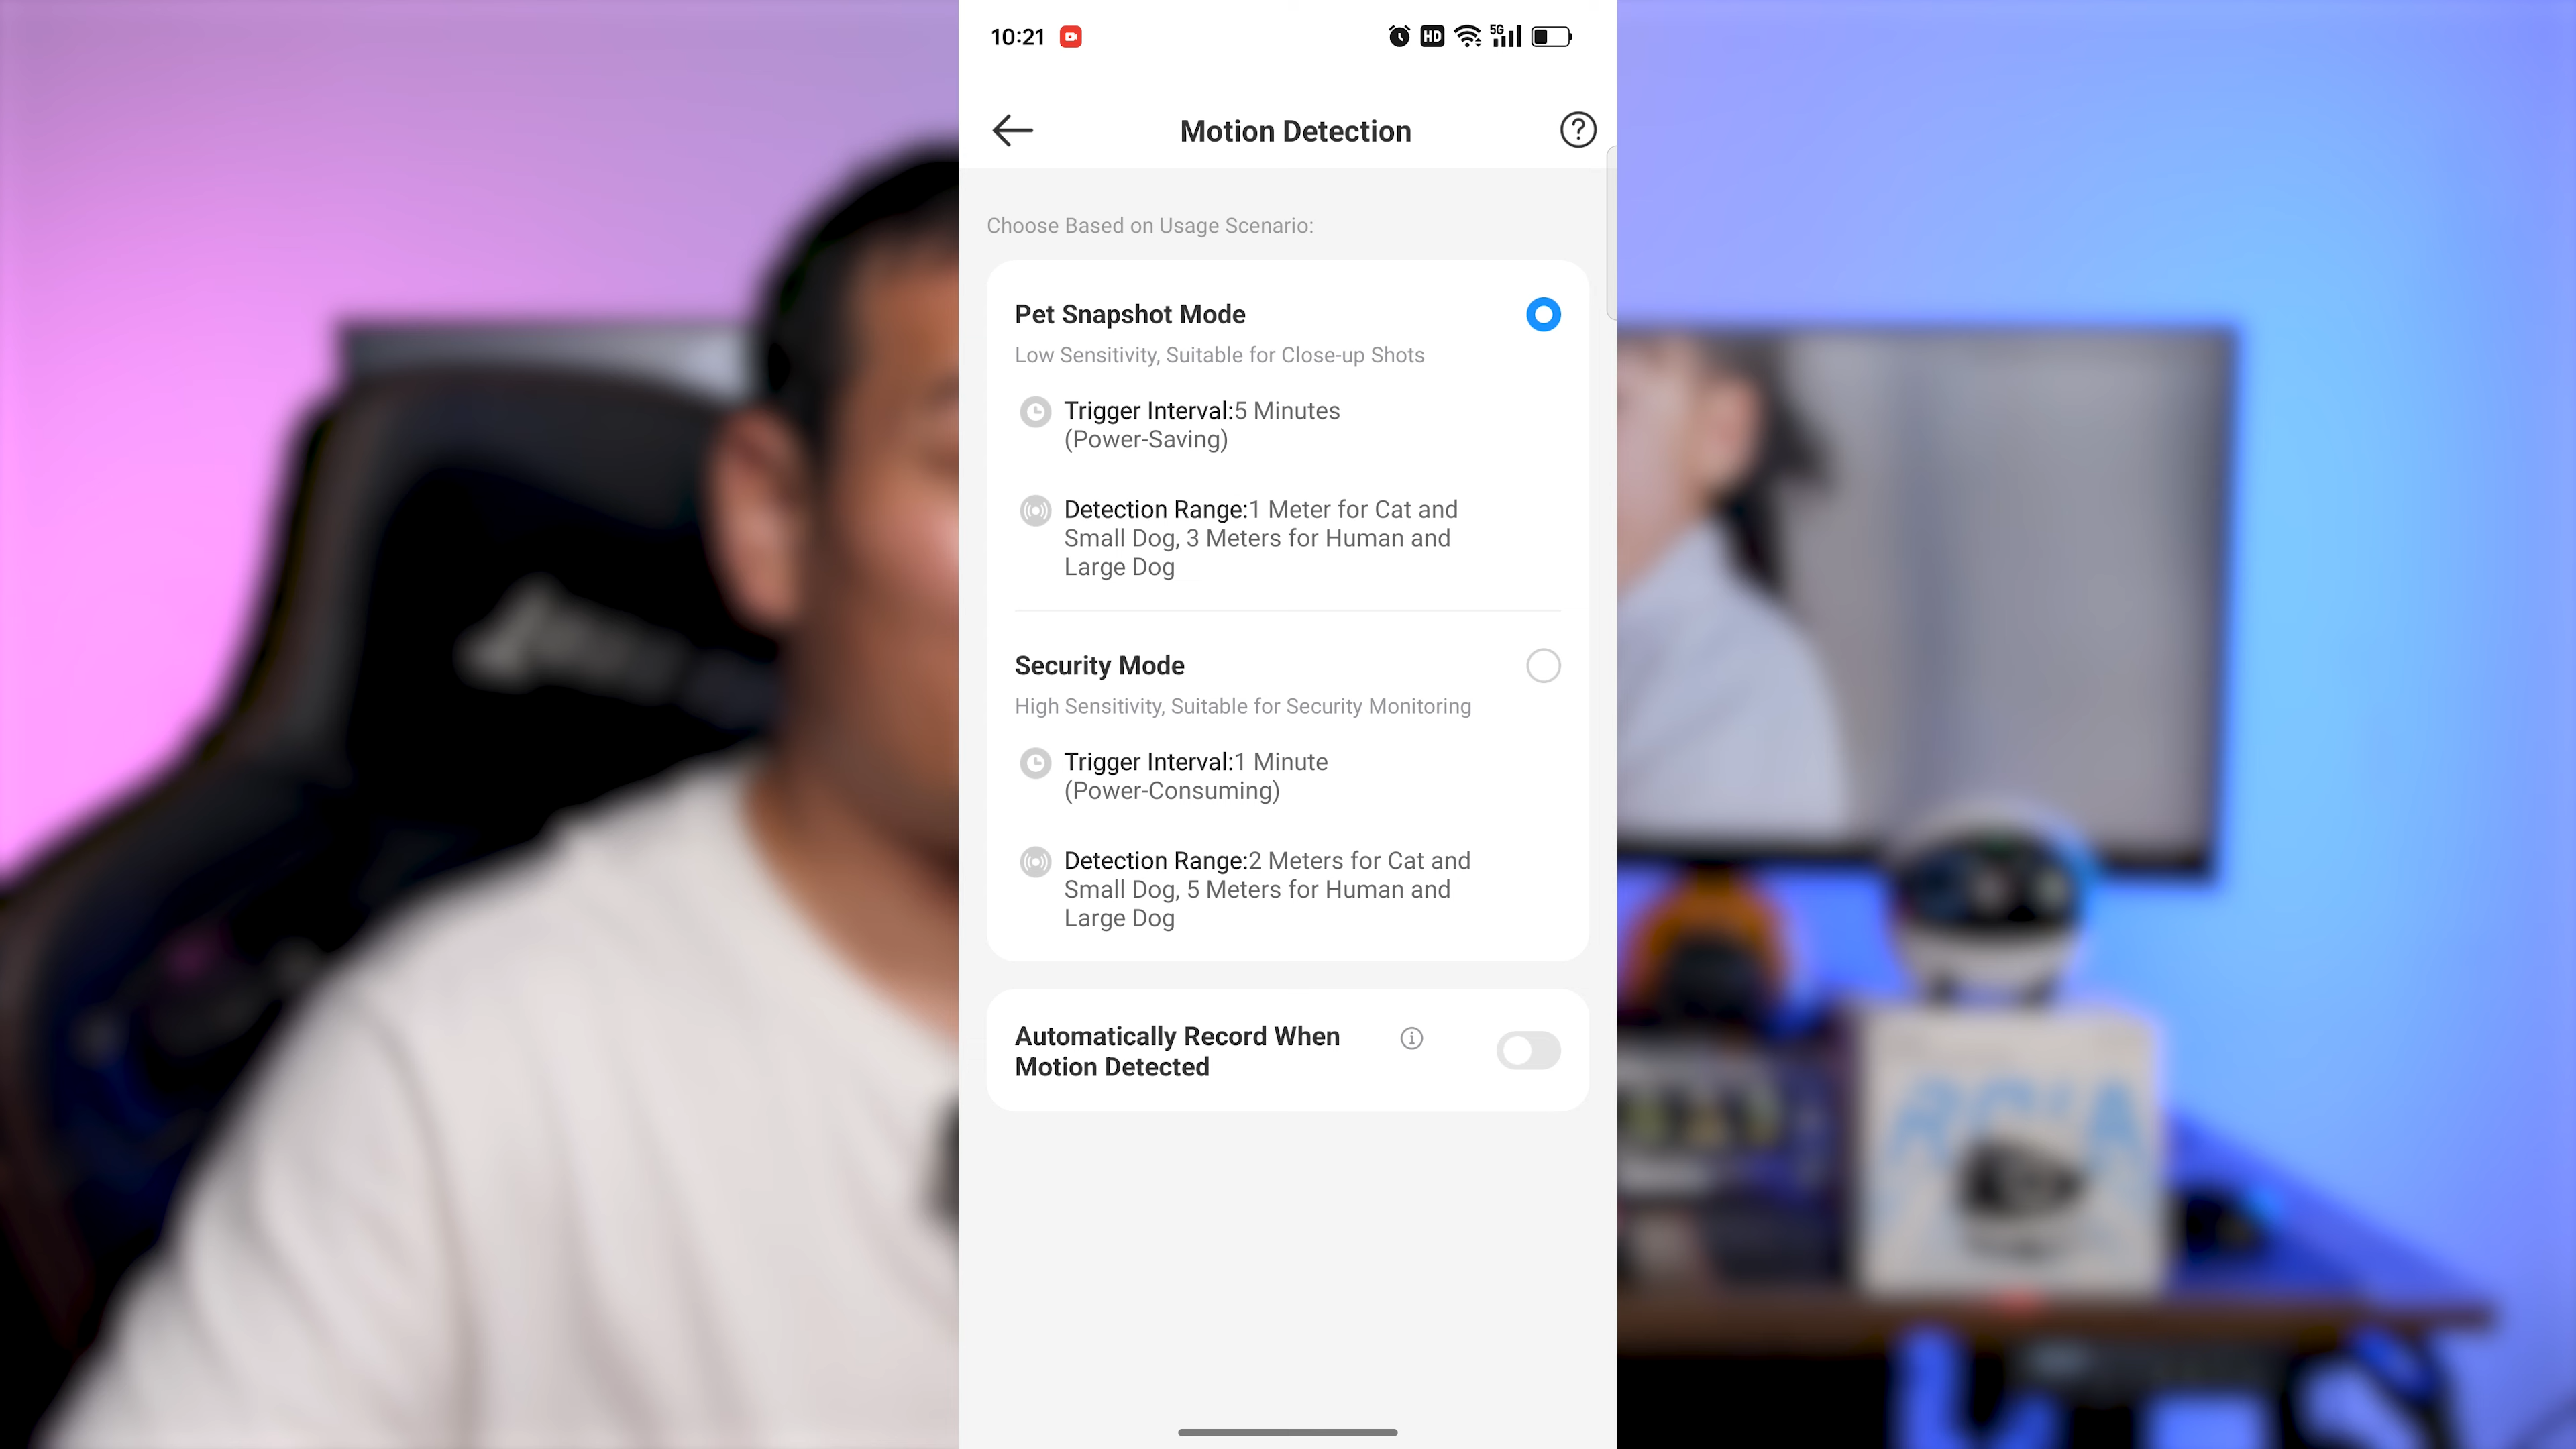 10:21
HD
5G
Motion Detection
Choose Based on Usage Scenario:
Pet Snapshot Mode
Low Sensitivity, Suitable for Close-up Shots
Trigger Interval:5 Minutes
(Power-Saving)
Detection Range:1 Meter for Cat and
Small Dog, 3 Meters for Human and
Large Dog
Security Mode
High Sensitivity, Suitable for Security Monitoring
Trigger Interval:1 Minute
(Power-Consuming)
Detection Range:2 Meters for Cat and
Small Dog, 5 Meters for Human and
Large Dog
Automatically Record When
Motion Detected